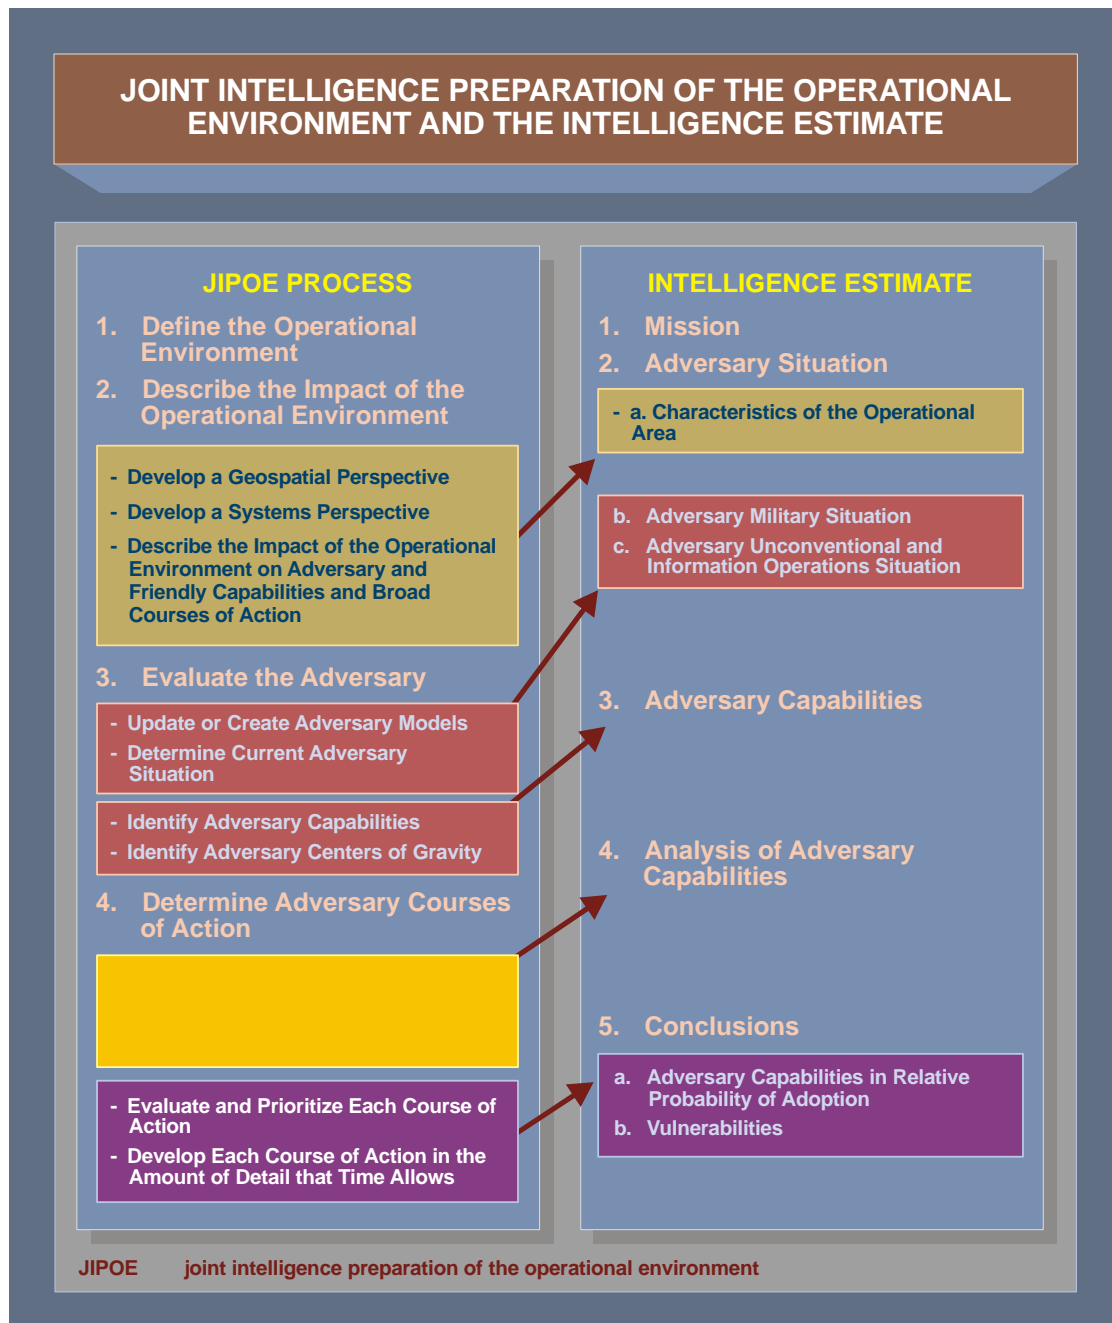 JOINT INTELLIGENCE PREPARATION OF THE OPERATIONAL
ENVIRONMENT AND THE INTELLIGENCE ESTIMATE
JIPOE PROCESS
1. Define the Operational
Environment
2. Describe the Impact of the
Operational Environment
- Develop a Geospatial Perspective
- Develop a Systems Perspective
- Describe the Impact of the Operational
Environment on Adversary and
Friendly Capabilities and Broad
Courses of Action
3. Evaluate the Adversary
- Update or Create Adversary Models
- Determine Current Adversary
Situation
- Identify Adversary Capabilities
- Identify Adversary Centers of Gravity
4. Determine Adversary Courses
of Action
- Evaluate and Prioritize Each Course of
Action
- Develop Each Course of Action in the
Amount of Detail that Time Allows
INTELLIGENCE ESTIMATE
1. Mission
2. Adversary Situation
- a. Characteristics of the Operational
Area
b. Adversary Military Situation
c. Adversary Unconventional and
Information Operations Situation
3. Adversary Capabilities
4. Analysis of Adversary
Capabilities
5. Conclusions
a. Adversary Capabilities in Relative
Probability of Adoption
b. Vulnerabilities
JIPOE joint intelligence preparation of the operational environment